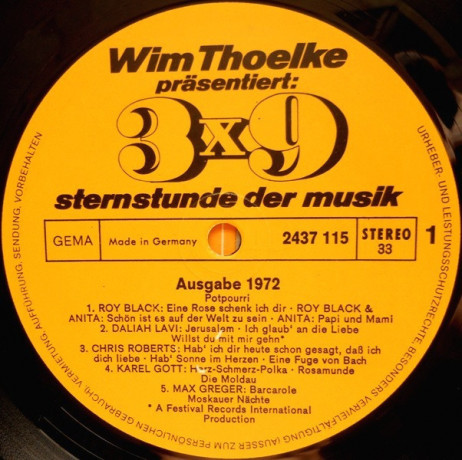 Wim Thoelke
präsentiert:
3x9
sternstunde der musik
GEMA
Made in Germany
2437 115
STEREO
33
1
Ausgabe 1972
Potpourri
1. ROY BLACK: Eine Rose schenk ich dir · ROY BLACK &
ANITA: Schön ist es auf der Welt zu sein · ANITA: Papi und Mami
2. DALIAH LAVI: Jerusalem · Ich glaub' an die Liebe
Willst du mit mir gehn*
3. CHRIS ROBERTS: Hab' ich dir heute schon gesagt, daß ich
dich liebe · Hab' Sonne im Herzen · Eine Fuge von Bach
4. KAREL GOTT: Herz-Schmerz-Polka · Rosamunde
Die Moldau
5. MAX GREGER: Barcarole
Moskauer Nächte
* A Festival Records International
Production
URHEBER- UND LEISTUNGSSCHUTZRECHTE, BESONDERS VERVIELFÄLTIGUNG (AUSSER ZUM PERSÖNLICHEN GEBRAUCH), VERMIETUNG, AUFFÜHRUNG, SENDUNG, VORBEHALTEN